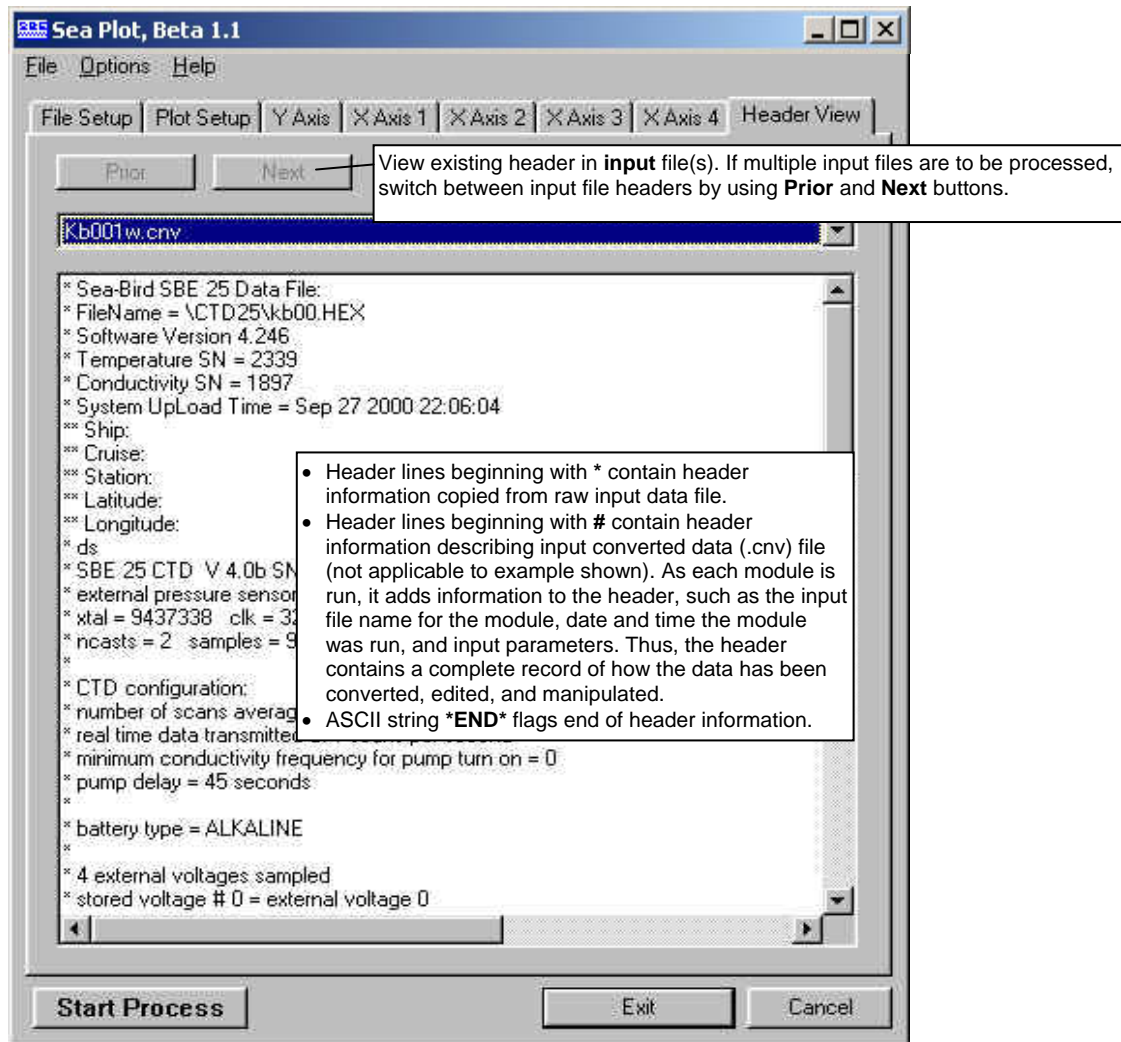 Sea Plot, Beta 1.1
File Options Help
File Setup Plot Setup Y Axis X Axis 1 X Axis 2 X Axis 3 X Axis 4 Header View
Prior Next
View existing header in input file(s). If multiple input files are to be processed,
switch between input file headers by using Prior and Next buttons.
Kb001w.cnv
* Sea-Bird SBE 25 Data File:
* FileName = \CTD25\kb00.HEX
* Software Version 4.246
* Temperature SN = 2339
* Conductivity SN = 1897
* System UpLoad Time = Sep 27 2000 22:06:04
** Ship:
** Cruise:
** Station:
** Latitude:
** Longitude:
* ds
* SBE 25 CTD V 4.0b SN
* external pressure sensor
* xtal = 9437338 clk = 32
* ncasts = 2 samples = 9
*
* CTD configuration:
* number of scans averag
* real time data transmitted
* minimum conductivity frequency for pump turn on = 0
* pump delay = 45 seconds
*
* battery type = ALKALINE
*
* 4 external voltages sampled
* stored voltage # 0 = external voltage 0
• Header lines beginning with * contain header
information copied from raw input data file.
• Header lines beginning with # contain header
information describing input converted data (.cnv) file
(not applicable to example shown). As each module is
run, it adds information to the header, such as the input
file name for the module, date and time the module
was run, and input parameters. Thus, the header
contains a complete record of how the data has been
converted, edited, and manipulated.
• ASCII string *END* flags end of header information.
Start Process Exit Cancel